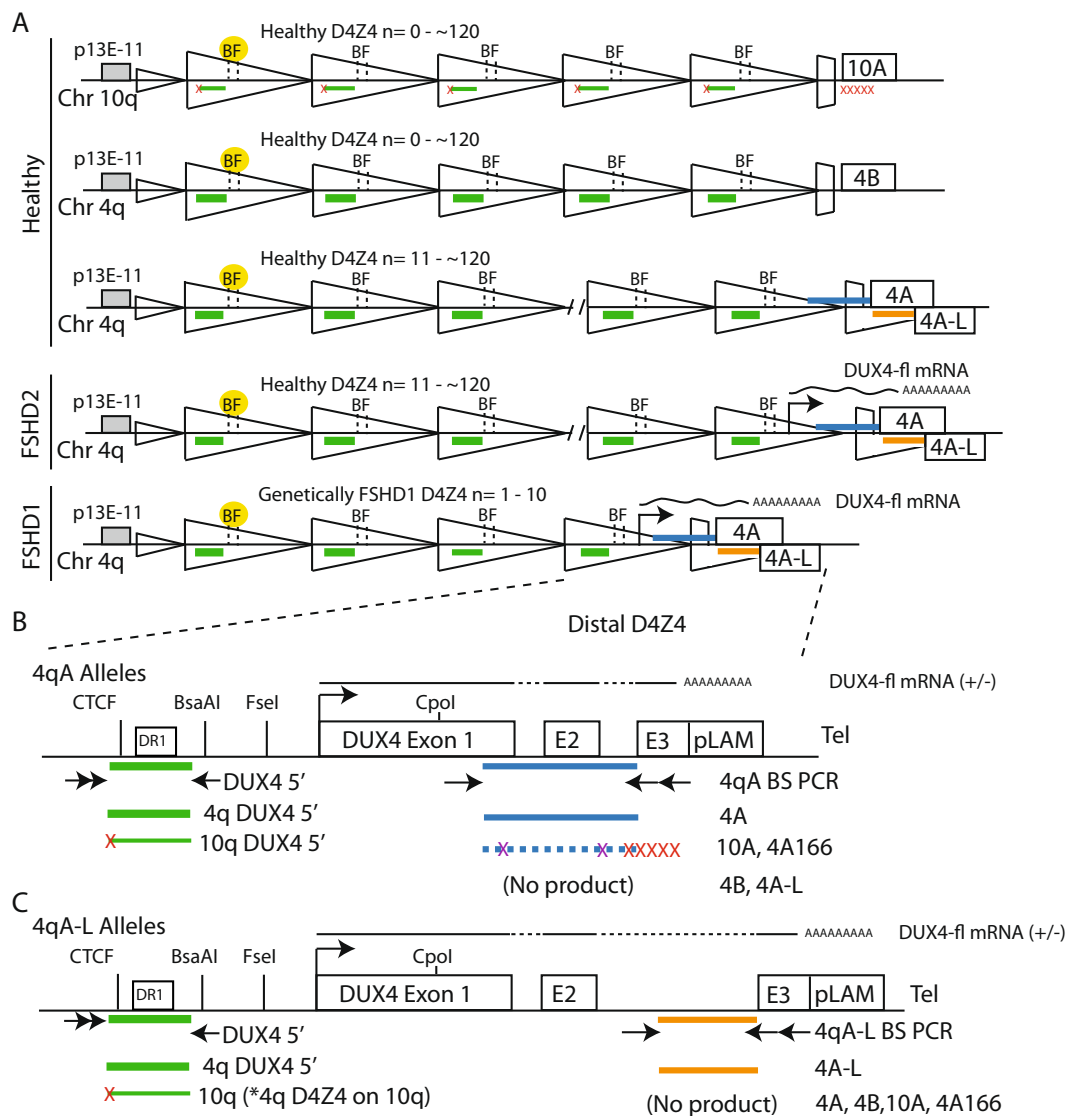 A
Healthy D4Z4 n= 0 - ~120
p13E-11
BF BF BF BF BF
10A
X X X X X XXXXX
Chr 10q
Healthy D4Z4 n= 0 - ~120
p13E-11
BF BF BF BF BF
4B
Chr 4q
Healthy
Healthy D4Z4 n= 11 - ~120
p13E-11
BF BF BF BF BF
//
4A
4A-L
Chr 4q
DUX4-fl mRNA
Healthy D4Z4 n= 11 - ~120
AAAAAAAAA
p13E-11
BF BF BF BF BF
//
4A
4A-L
Chr 4q
FSHD2
Genetically FSHD1 D4Z4 n= 1 - 10
AAAAAAAAA DUX4-fl mRNA
p13E-11
BF BF BF BF
4A
4A-L
Chr 4q
FSHD1
B
Distal D4Z4
4qA Alleles
AAAAAAAAA DUX4-fl mRNA (+/-)
CTCF BsaAI FseI CpoI
DR1 DUX4 Exon 1 E2 E3 pLAM Tel
DUX4 5’ 4qA BS PCR
4q DUX4 5’ 4A
X 10q DUX4 5’ X XXXXXX 10A, 4A166
(No product) 4B, 4A-L
C
4qA-L Alleles
AAAAAAAAA DUX4-fl mRNA (+/-)
CTCF BsaAI FseI CpoI
DR1 DUX4 Exon 1 E2 E3 pLAM Tel
DUX4 5’ 4qA-L BS PCR
4q DUX4 5’ 4A-L
X 10q (*4q D4Z4 on 10q) (No product) 4A, 4B,10A, 4A166